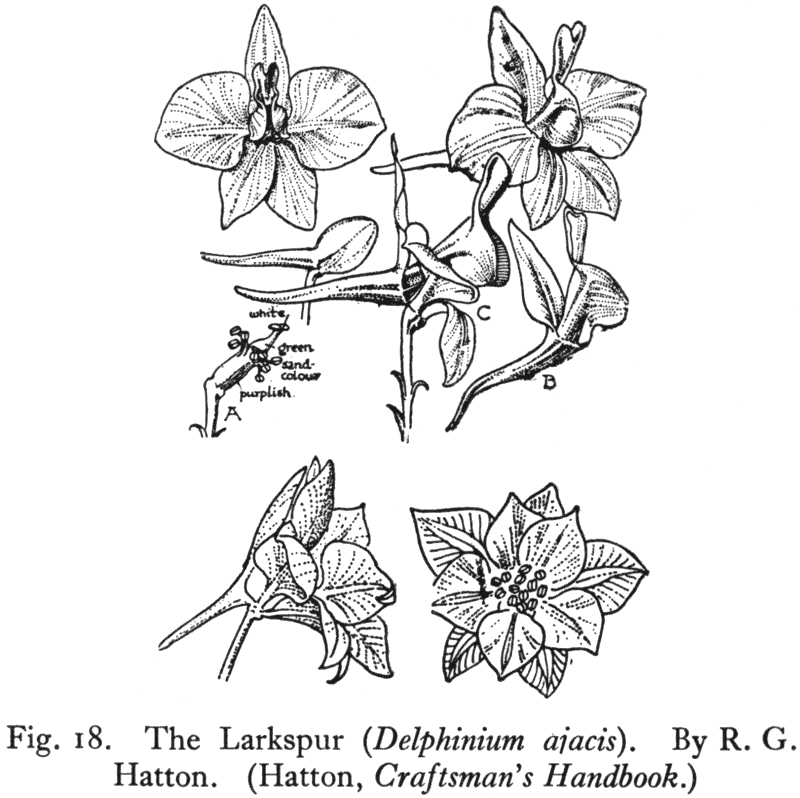 white
green
sand-
colour
purplish.
A
C
B
Fig. 18. The Larkspur (Delphinium ajacis). By R. G.
Hatton. (Hatton, Craftsman's Handbook.)